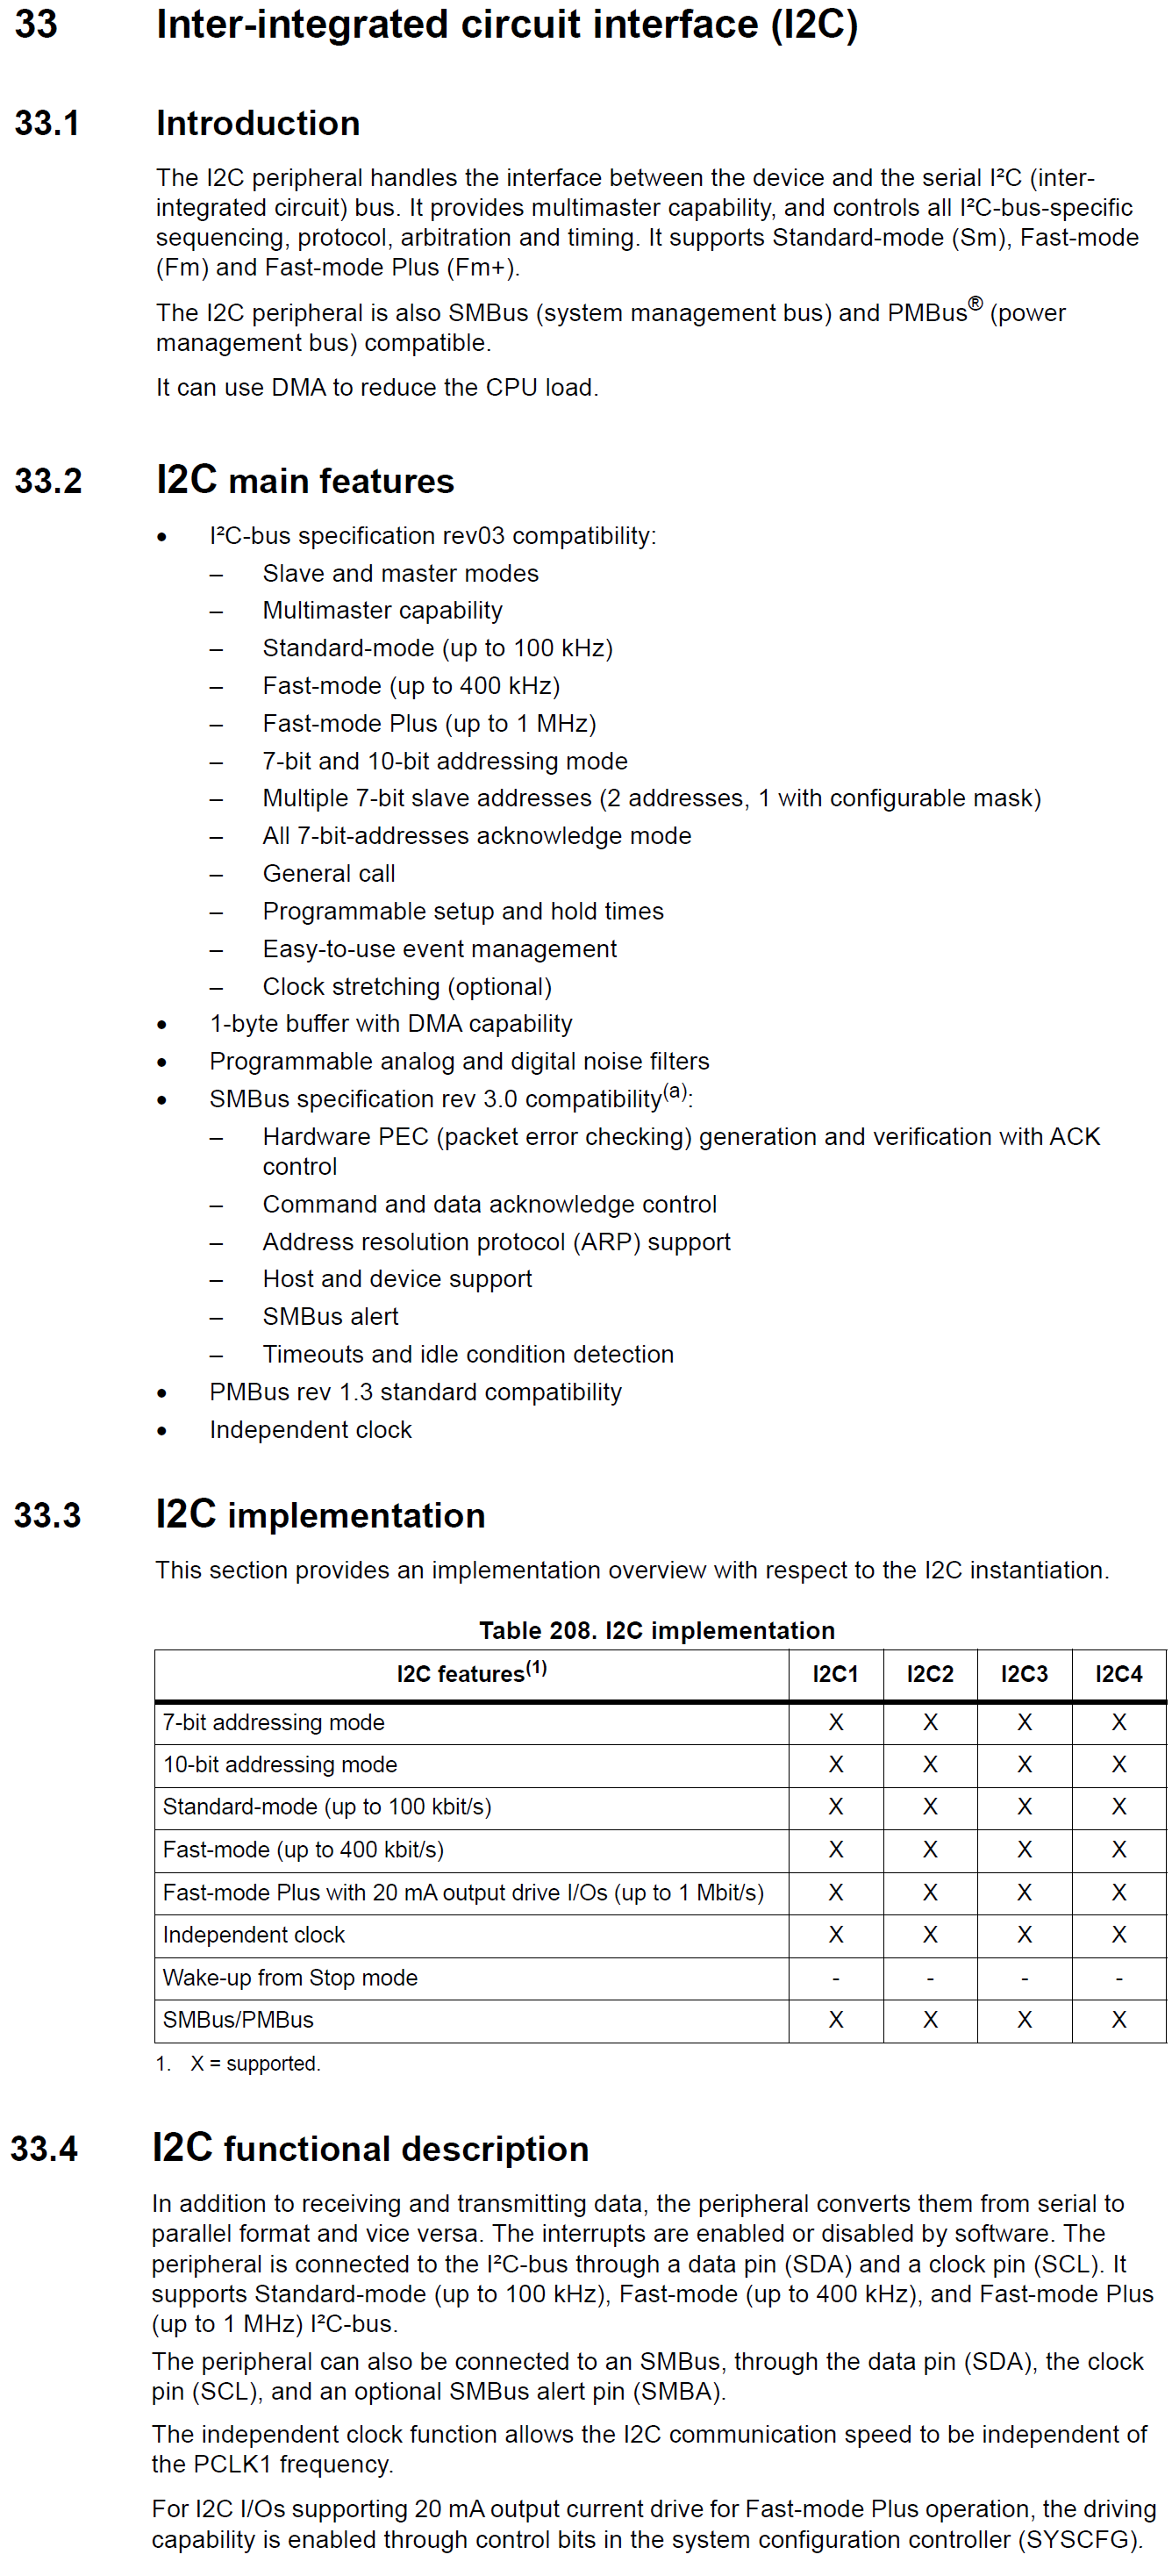 33 Inter-integrated circuit interface (I2C)
33.1 Introduction
The I2C peripheral handles the interface between the device and the serial I²C (inter-
integrated circuit) bus. It provides multimaster capability, and controls all I²C-bus-specific
sequencing, protocol, arbitration and timing. It supports Standard-mode (Sm), Fast-mode
(Fm) and Fast-mode Plus (Fm+).
The I2C peripheral is also SMBus (system management bus) and PMBus® (power
management bus) compatible.
It can use DMA to reduce the CPU load.
33.2 I2C main features
• I²C-bus specification rev03 compatibility:
– Slave and master modes
– Multimaster capability
– Standard-mode (up to 100 kHz)
– Fast-mode (up to 400 kHz)
– Fast-mode Plus (up to 1 MHz)
– 7-bit and 10-bit addressing mode
– Multiple 7-bit slave addresses (2 addresses, 1 with configurable mask)
– All 7-bit-addresses acknowledge mode
– General call
– Programmable setup and hold times
– Easy-to-use event management
– Clock stretching (optional)
• 1-byte buffer with DMA capability
• Programmable analog and digital noise filters
• SMBus specification rev 3.0 compatibility(a):
– Hardware PEC (packet error checking) generation and verification with ACK
control
– Command and data acknowledge control
– Address resolution protocol (ARP) support
– Host and device support
– SMBus alert
– Timeouts and idle condition detection
• PMBus rev 1.3 standard compatibility
• Independent clock
33.3 I2C implementation
This section provides an implementation overview with respect to the I2C instantiation.
Table 208. I2C implementation
I2C features(1) I2C1 I2C2 I2C3 I2C4
7-bit addressing mode X X X X
10-bit addressing mode X X X X
Standard-mode (up to 100 kbit/s) X X X X
Fast-mode (up to 400 kbit/s) X X X X
Fast-mode Plus with 20 mA output drive I/Os (up to 1 Mbit/s) X X X X
Independent clock X X X X
Wake-up from Stop mode - - - -
SMBus/PMBus X X X X
1. X = supported.
33.4 I2C functional description
In addition to receiving and transmitting data, the peripheral converts them from serial to
parallel format and vice versa. The interrupts are enabled or disabled by software. The
peripheral is connected to the I²C-bus through a data pin (SDA) and a clock pin (SCL). It
supports Standard-mode (up to 100 kHz), Fast-mode (up to 400 kHz), and Fast-mode Plus
(up to 1 MHz) I²C-bus.
The peripheral can also be connected to an SMBus, through the data pin (SDA), the clock
pin (SCL), and an optional SMBus alert pin (SMBA).
The independent clock function allows the I2C communication speed to be independent of
the PCLK1 frequency.
For I2C I/Os supporting 20 mA output current drive for Fast-mode Plus operation, the driving
capability is enabled through control bits in the system configuration controller (SYSCFG).